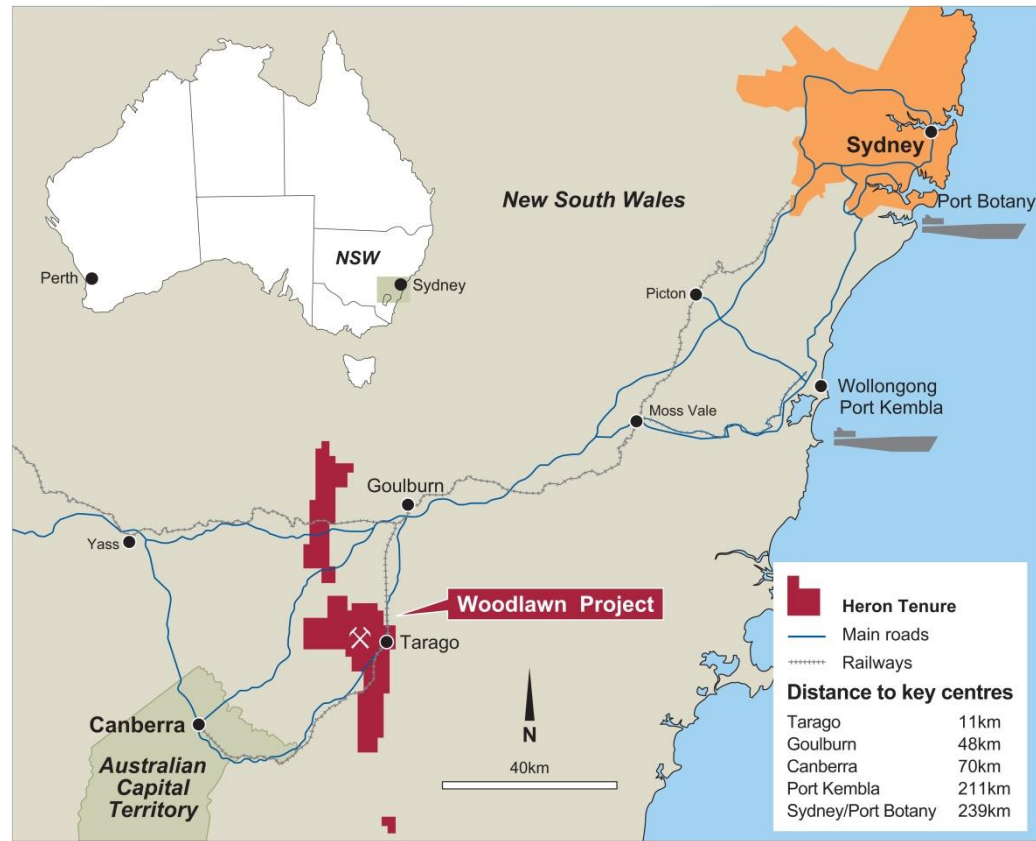 Sydney
New South Wales
Port Botany
NSW
Perth
Sydney
Picton
Wollongong
Port Kembla
Moss Vale
Goulburn
Yass
Woodlawn Project
Tarago
Canberra
Australian
Capital
Territory
N
40km
Heron Tenure
Main roads
Railways
Distance to key centres
Tarago 11km
Goulburn 48km
Canberra 70km
Port Kembla 211km
Sydney/Port Botany 239km